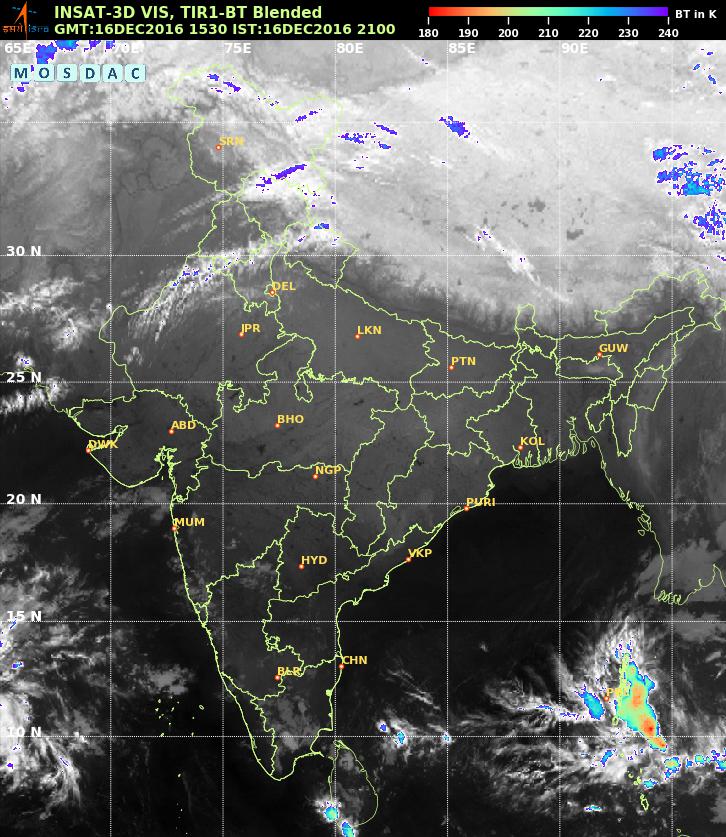 INSAT-3D VIS, TIR1-BT Blended
GMT:16DEC2016 1530 IST:16DEC2016 2100
BT in K
180 190 200 210 220 230 240
65E 70E 75E 80E 85E 90E
M O S D A C
SRN
30 N
DEL
JPR LKN
GUW
PTN
25 N
ABD BHO
DWK KOL
NGP
20 N PURI
MUM
VKP
HYD
15 N
CHN
BLR
10 N